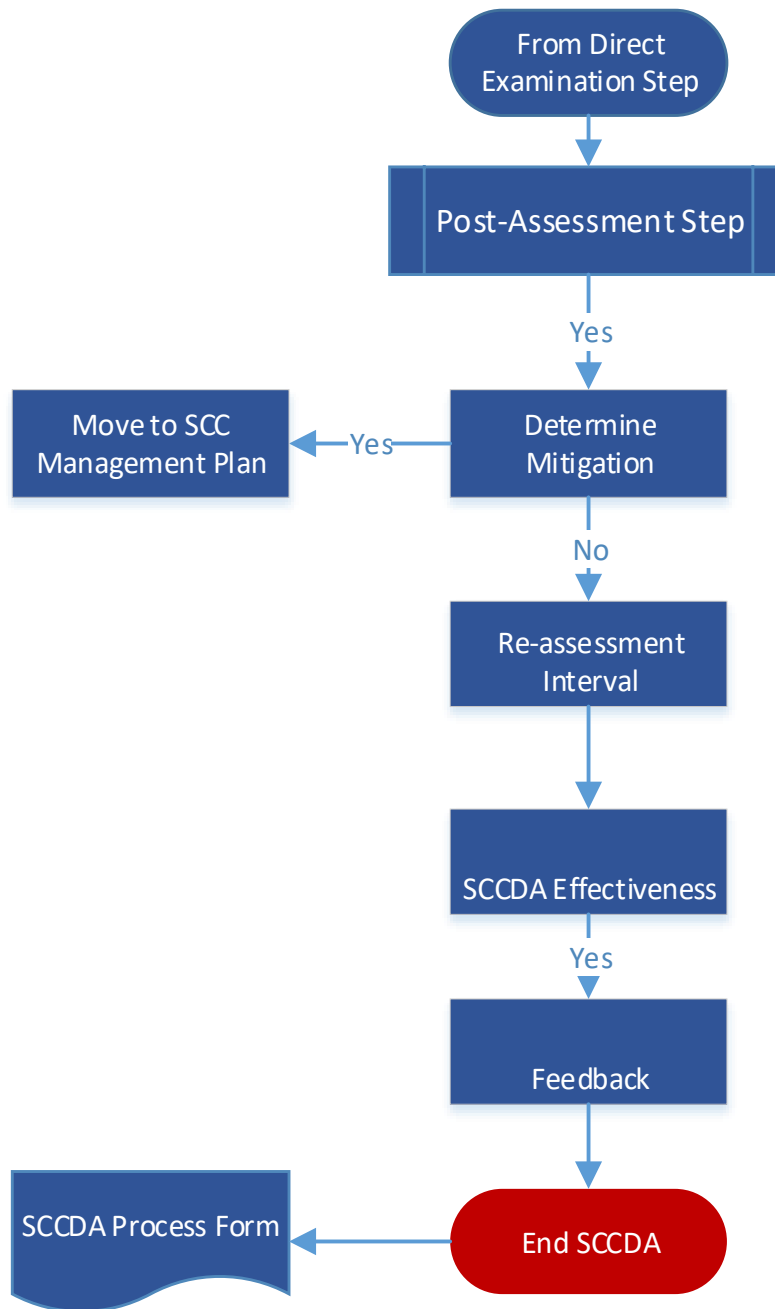 From Direct
Examination Step
Post-Assessment Step
Yes
Move to SCC
Management Plan
Yes
Determine
Mitigation
No
Re-assessment
Interval
SCCDA Effectiveness
Yes
Feedback
SCCDA Process Form
End SCCDA